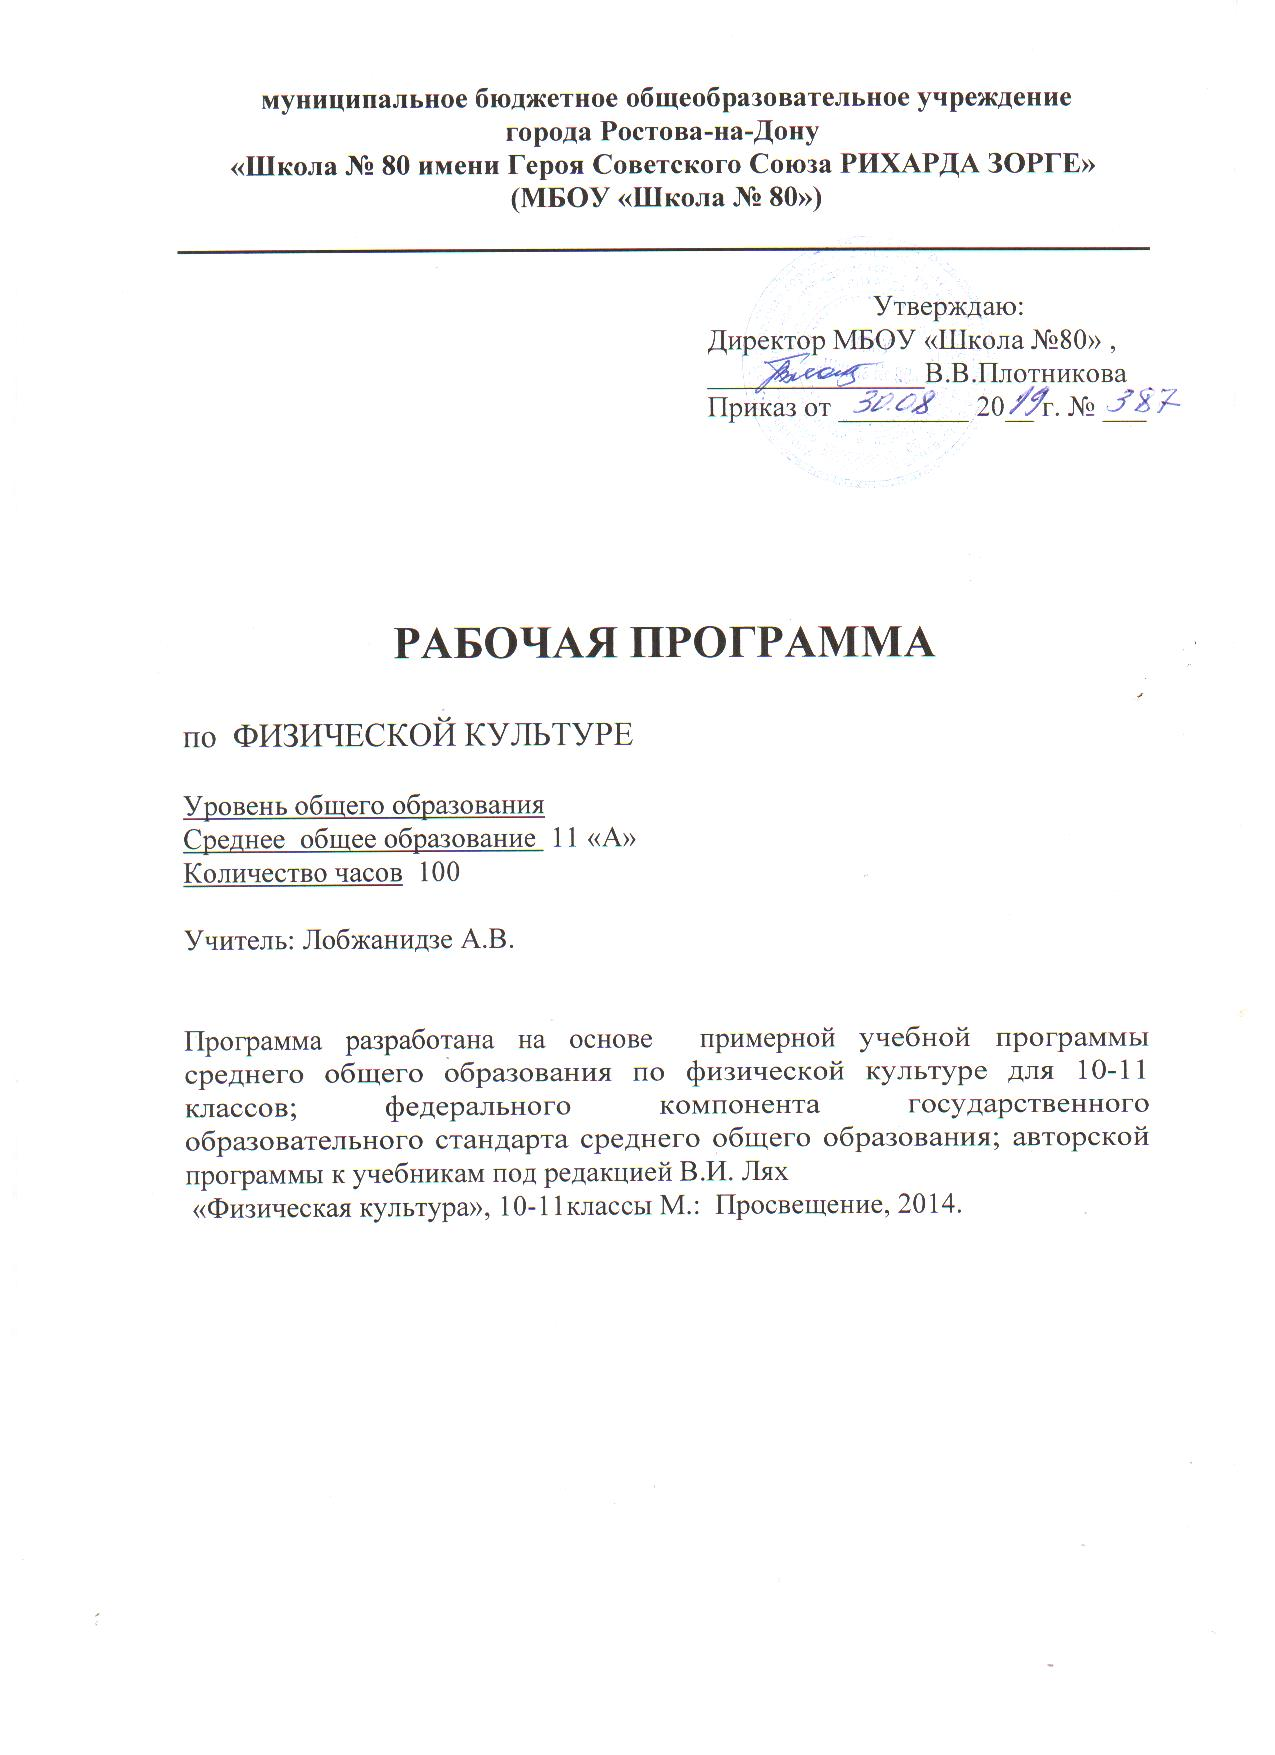 муниципальное бюджетное общеобразовательное учреждение
города Ростова-на-Дону
«Школа № 80 имени Героя Советского Союза РИХАРДА ЗОРГЕ»
(МБОУ «Школа № 80»)
Утверждаю:
Директор МБОУ «Школа №80» ,
В.В.Плотникова
Приказ от 30.08 2019 г. № 387
РАБОЧАЯ ПРОГРАММА
по ФИЗИЧЕСКОЙ КУЛЬТУРЕ
Уровень общего образования
Среднее общее образование 11 «А»
Количество часов 100
Учитель: Лобжанидзе А.В.
Программа разработана на основе примерной учебной программы
среднего общего образования по физической культуре для 10-11
классов; федерального компонента государственного
образовательного стандарта среднего общего образования; авторской
программы к учебникам под редакцией В.И. Лях
«Физическая культура», 10-11классы М.: Просвещение, 2014.